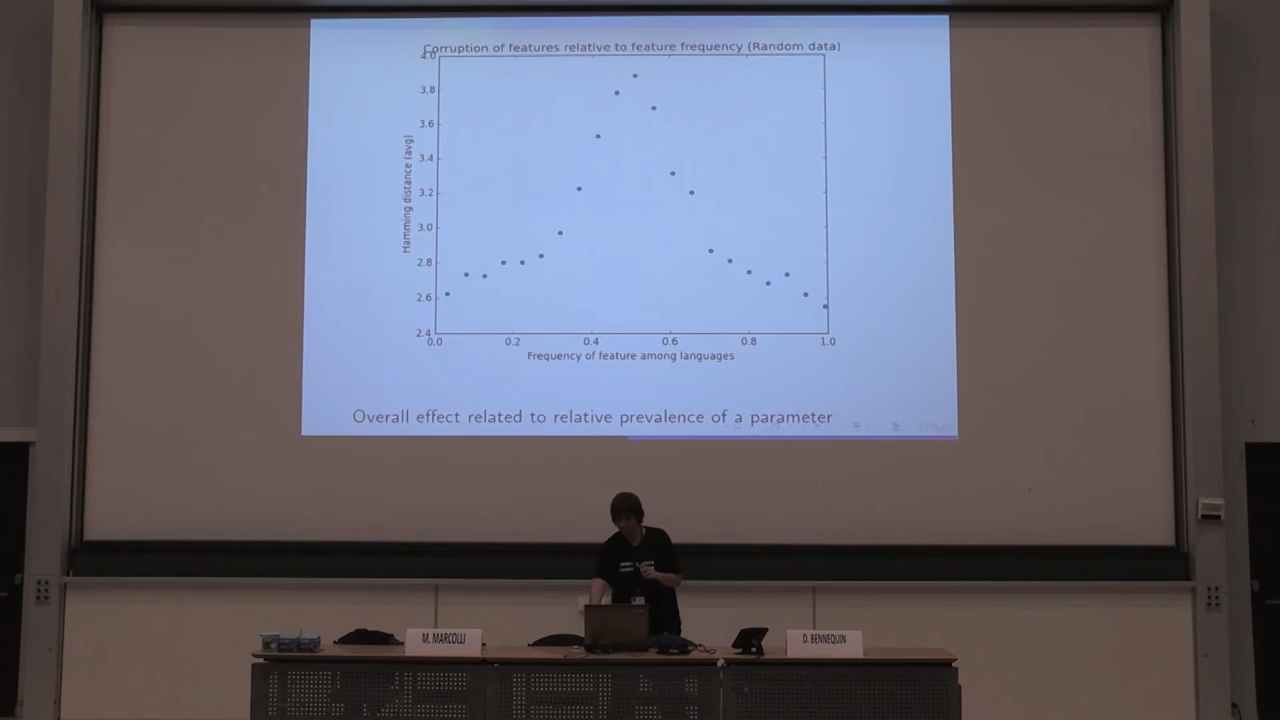 Corruption of features relative to feature frequency (Random data)
4.0
3.8
3.6
3.4
3.2
3.0
2.8
2.6
2.4
Hamming distance (avg)
0.0 0.2 0.4 0.6 0.8 1.0
Frequency of feature among languages
Overall effect related to relative prevalence of a parameter
M. MARCOLLI
D. BENNEQUIN